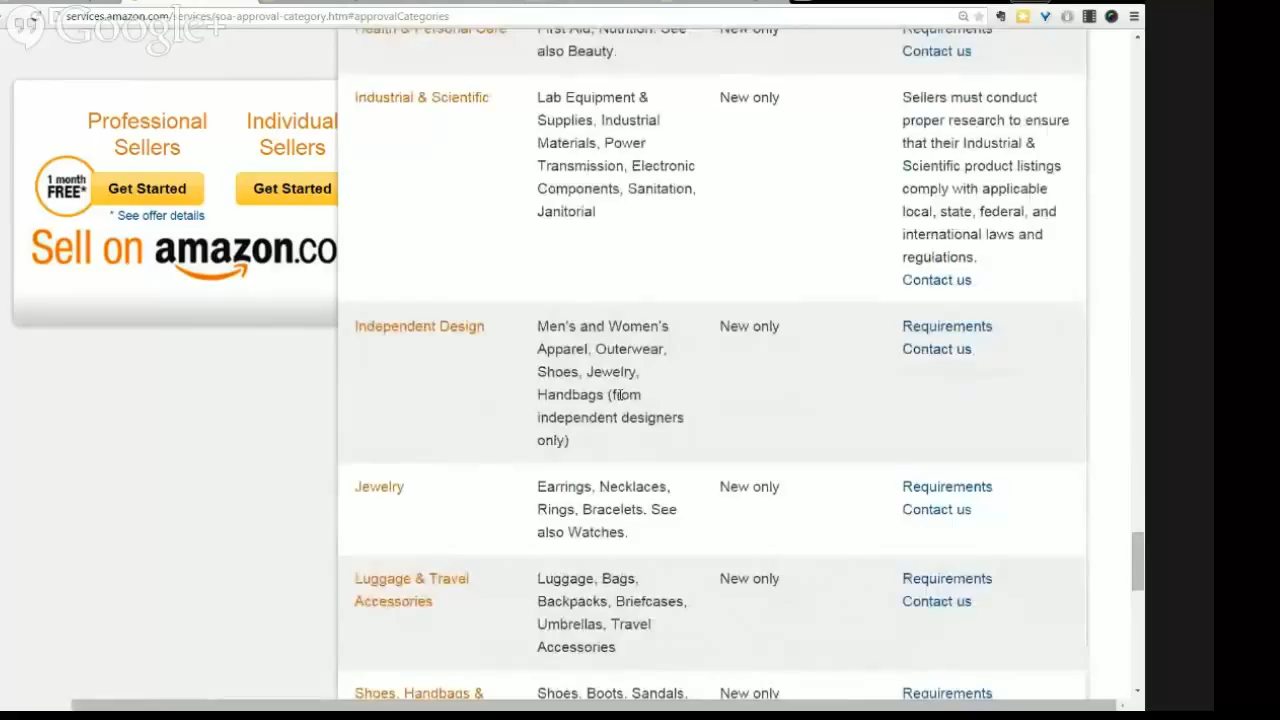 services.amazon.com/services/soa-approval-category.htm#approvalCategories
Google+
Health & Personal Care
First Aid, Nutrition. See
also Beauty.
New only
Requirements
Contact us
Professional
Sellers
Individual
Sellers
1 month
FREE*
Get Started
Get Started
* See offer details
Sell on amazon.co
Industrial & Scientific
Lab Equipment &
Supplies, Industrial
Materials, Power
Transmission, Electronic
Components, Sanitation,
Janitorial
New only
Sellers must conduct
proper research to ensure
that their Industrial &
Scientific product listings
comply with applicable
local, state, federal, and
international laws and
regulations.
Contact us
Independent Design
Men's and Women's
Apparel, Outerwear,
Shoes, Jewelry,
Handbags (from
independent designers
only)
New only
Requirements
Contact us
Jewelry
Earrings, Necklaces,
Rings, Bracelets. See
also Watches.
New only
Requirements
Contact us
Luggage & Travel
Accessories
Luggage, Bags,
Backpacks, Briefcases,
Umbrellas, Travel
Accessories
New only
Requirements
Contact us
Shoes, Handbags &
Shoes, Boots, Sandals,
New only
Requirements